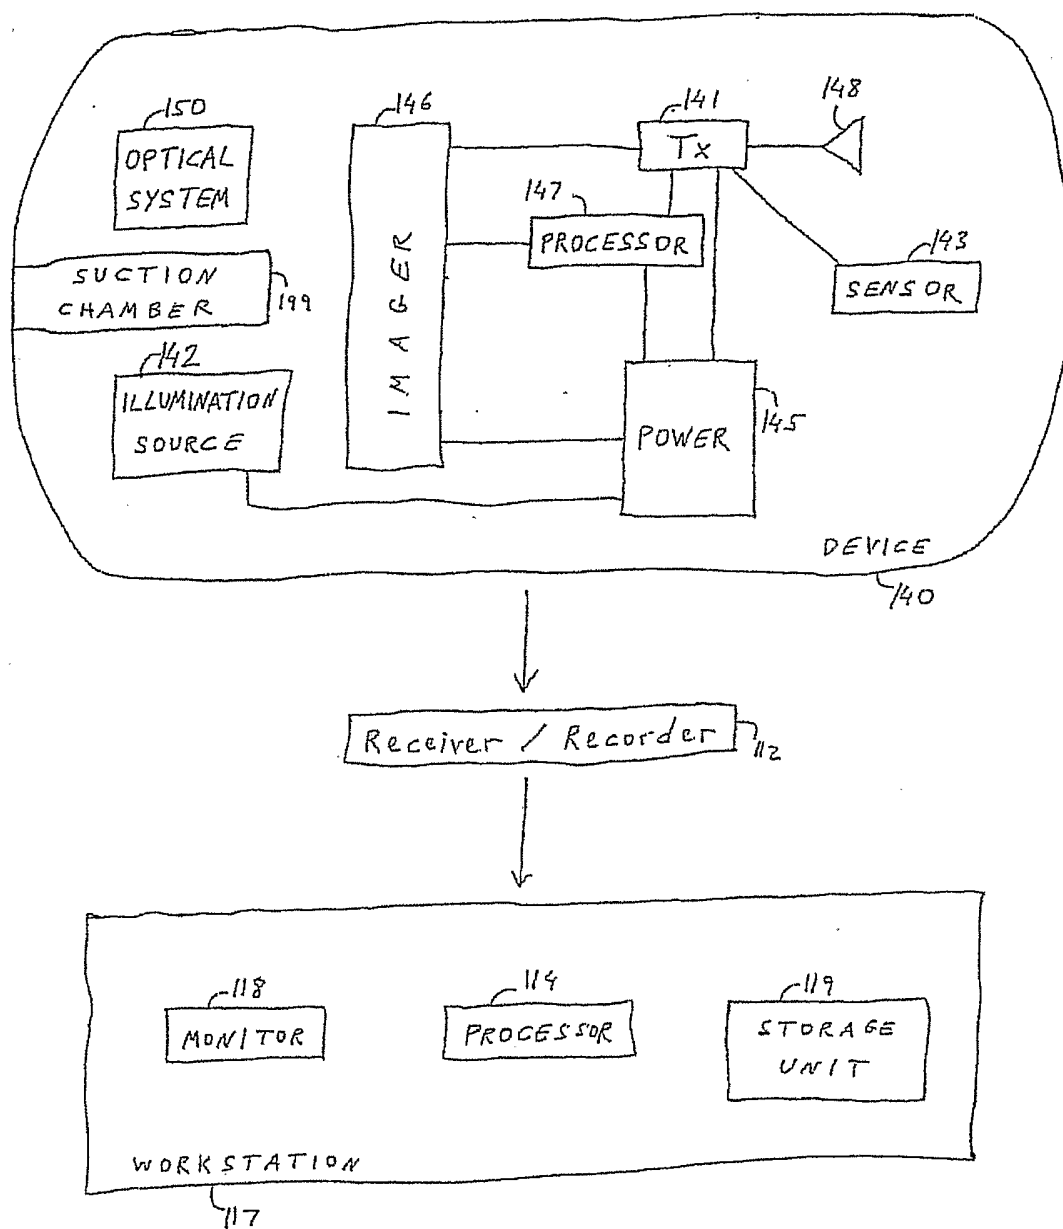 150
OPTICAL
SYSTEM
146
IMAGER
141
Tx
148
147
PROCESSOR
143
SENSOR
SUCTION
CHAMBER
199
142
ILLUMINATION
SOURCE
POWER
145
DEVICE
140
Receiver / Recorder
112
118
MONITOR
114
PROCESSOR
119
STORAGE
UNIT
WORKSTATION
117